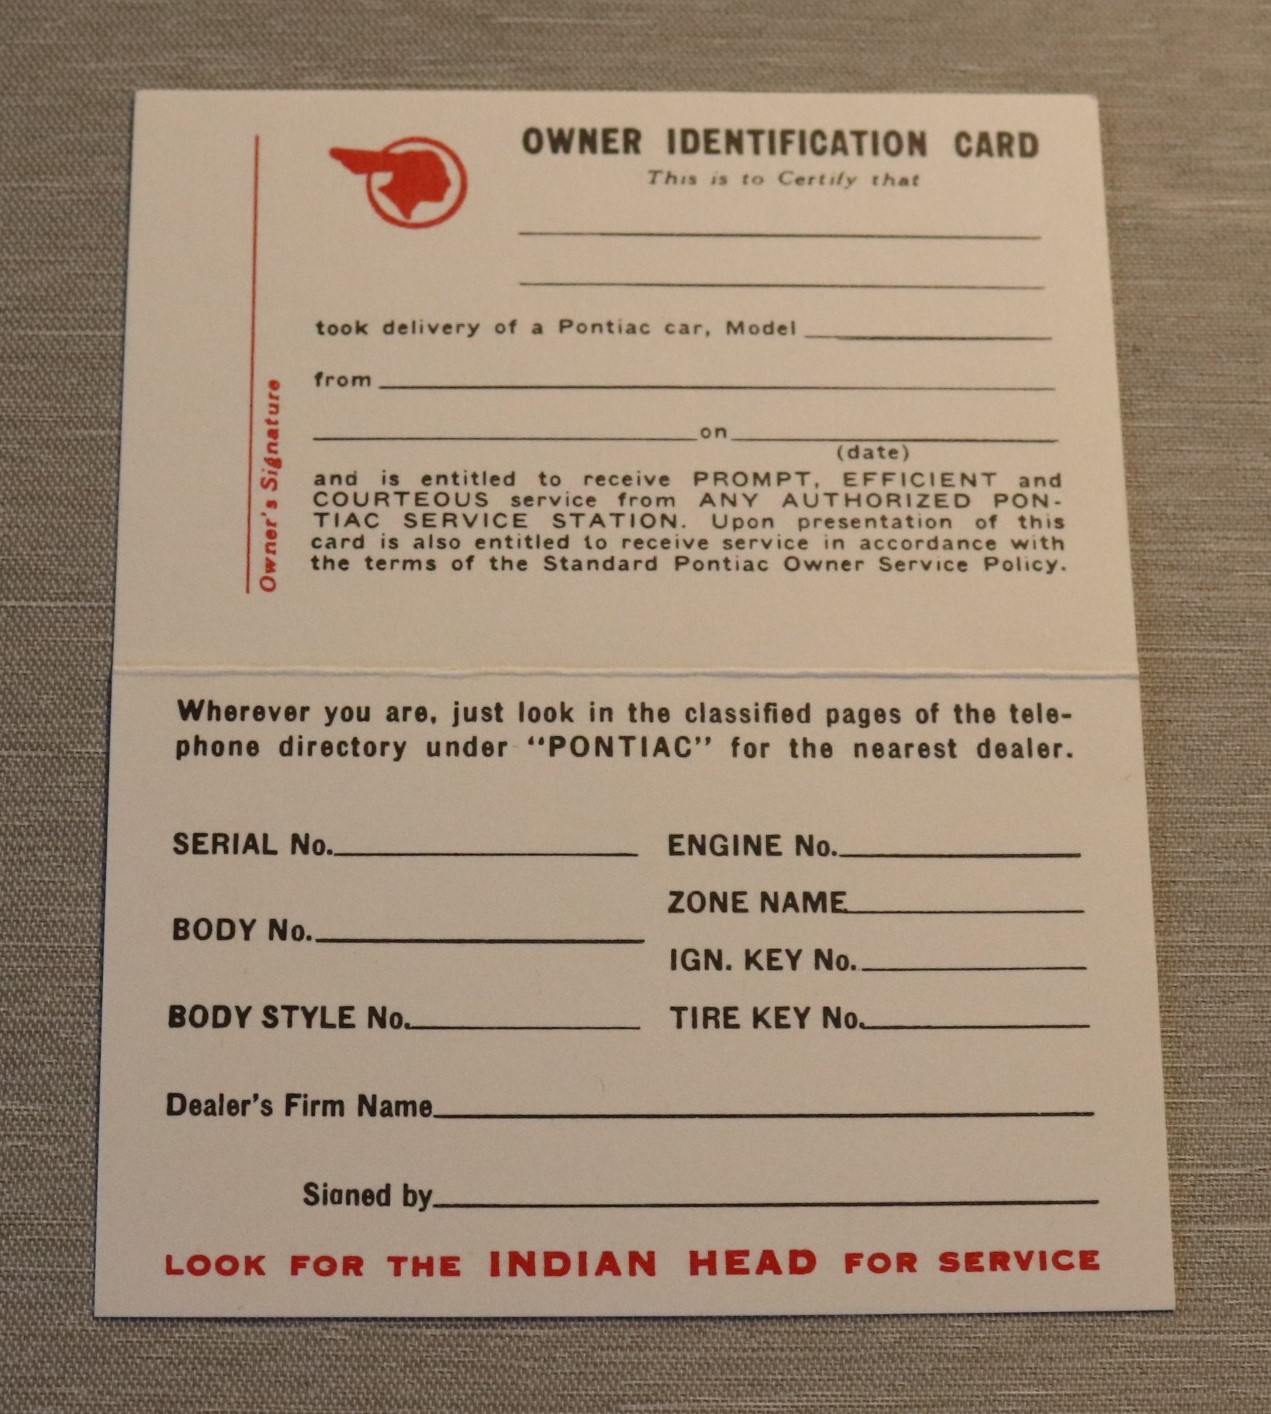 OWNER IDENTIFICATION CARD
This is to Certify that
took delivery of a Pontiac car, Model
from
on
(date)
and is entitled to receive PROMPT, EFFICIENT and
COURTEOUS service from ANY AUTHORIZED PON-
TIAC SERVICE STATION. Upon presentation of this
card is also entitled to receive service in accordance with
the terms of the Standard Pontiac Owner Service Policy.
Owner's Signature
Wherever you are, just look in the classified pages of the tele-
phone directory under "PONTIAC" for the nearest dealer.
SERIAL No.
ENGINE No.
ZONE NAME
BODY No.
IGN. KEY No.
BODY STYLE No.
TIRE KEY No.
Dealer's Firm Name
Signed by
LOOK FOR THE INDIAN HEAD FOR SERVICE